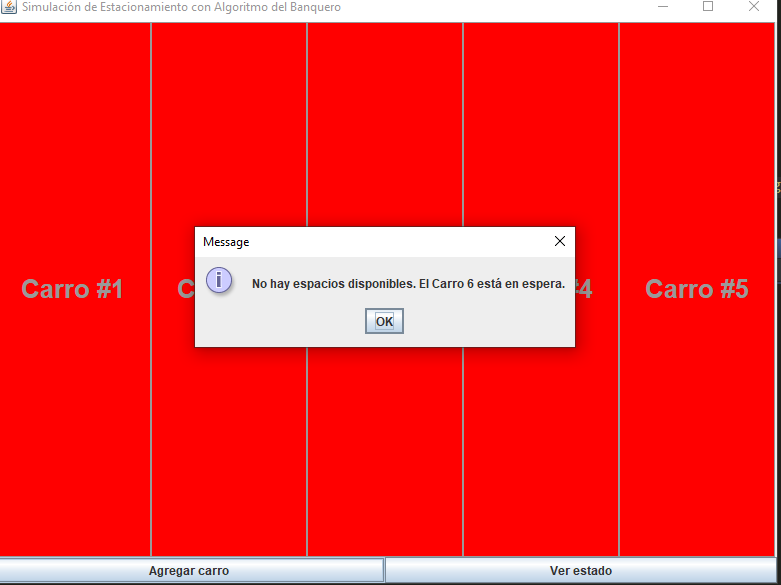 Simulación de Estacionamiento con Algoritmo del Banquero
Message
No hay espacios disponibles. El Carro 6 está en espera.
OK
Carro #1
#4
Carro #5
Agregar carro
Ver estado